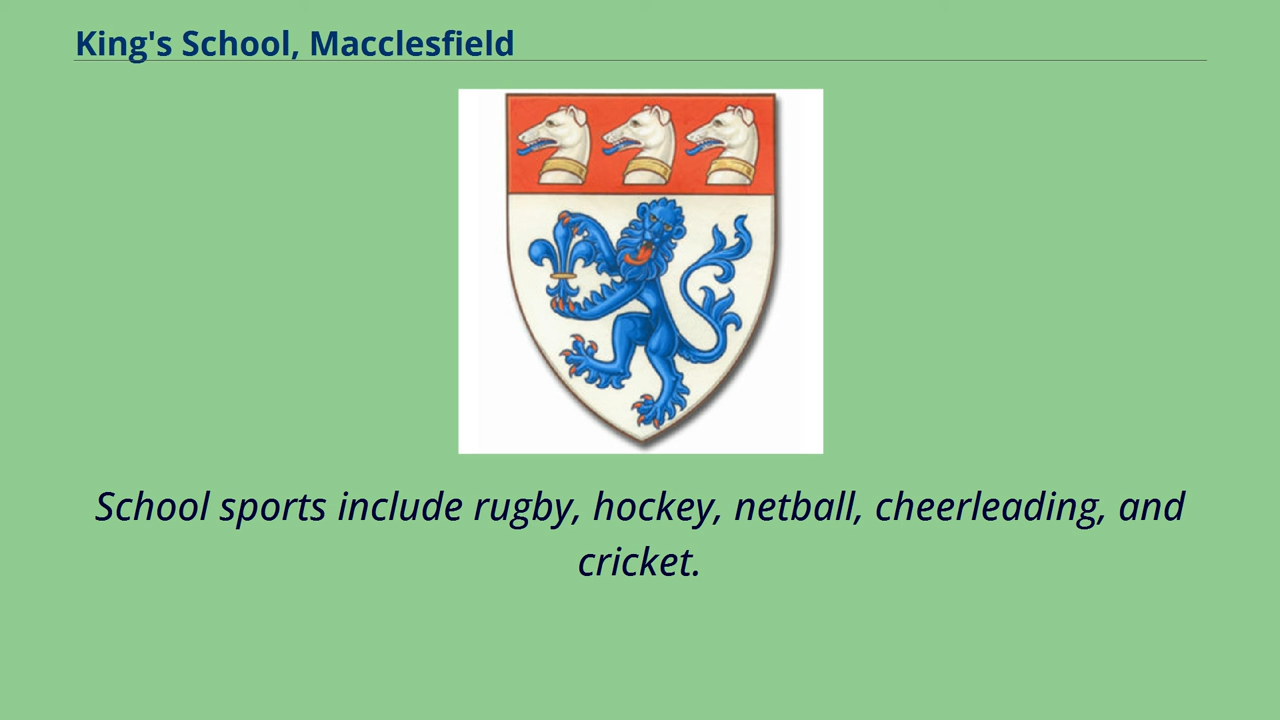 King's School, Macclesfield
School sports include rugby, hockey, netball, cheerleading, and
cricket.